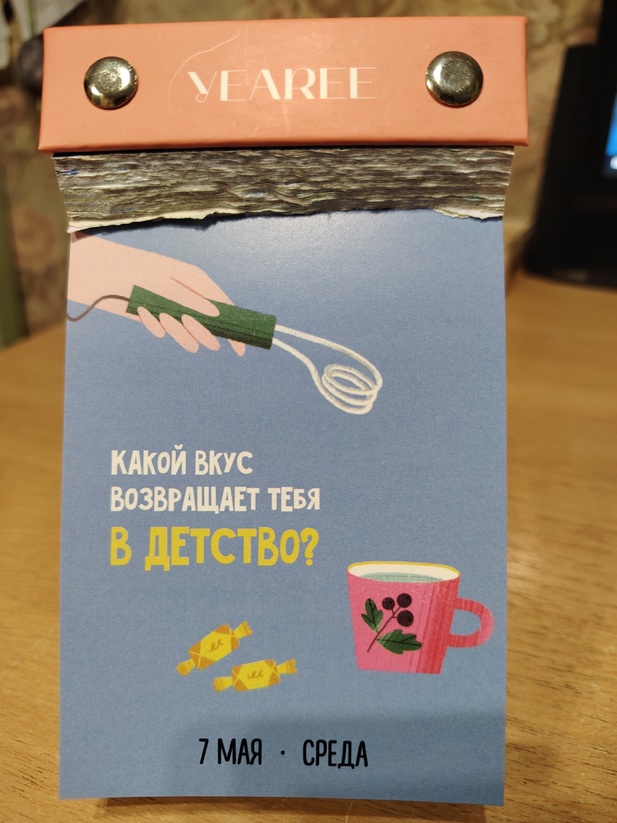 YEAREE
КАКОЙ ВКУС
ВОЗВРАЩАЕТ ТЕБЯ
В ДЕТСТВО?
7 МАЯ · СРЕДА